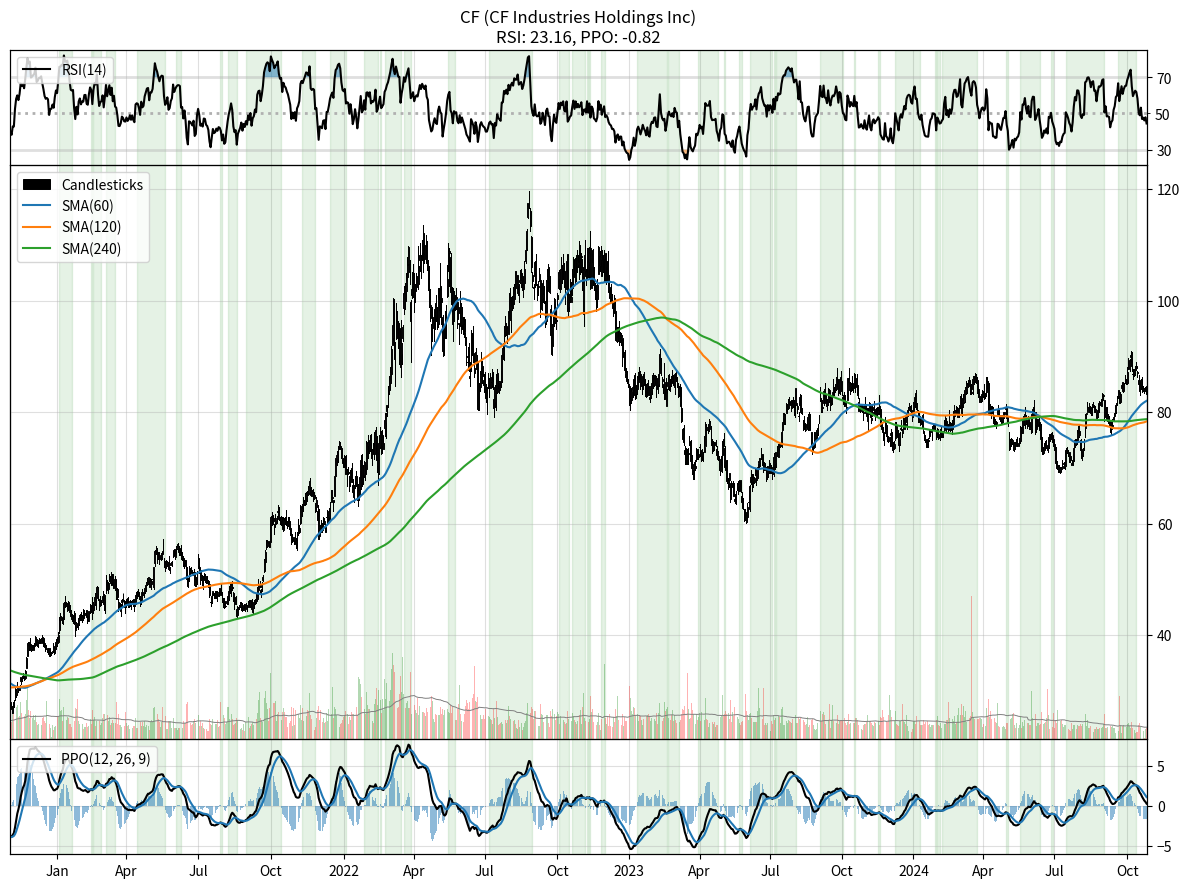 CF (CF Industries Holdings Inc)
RSI: 23.16, PPO: -0.82
RSI(14)
70
50
30
Candlesticks
SMA(60)
SMA(120)
SMA(240)
120
100
80
60
40
PPO(12, 26, 9)
5
0
−5
Jan Apr Jul Oct 2022 Apr Jul Oct 2023 Apr Jul Oct 2024 Apr Jul Oct